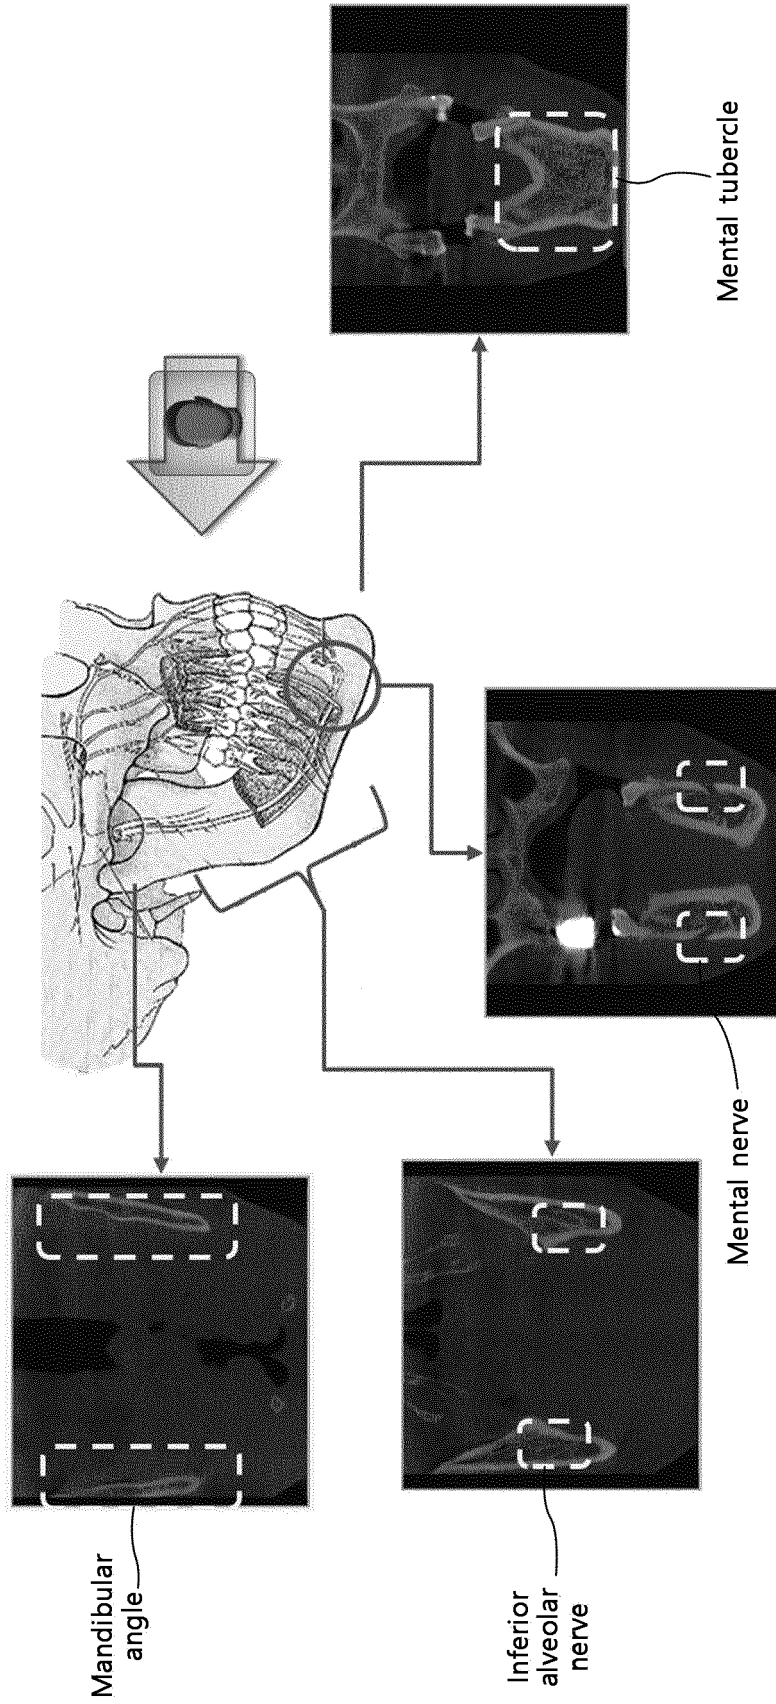 Mandibular
angle
Inferior
alveolar
nerve
Mental nerve
Mental tubercle